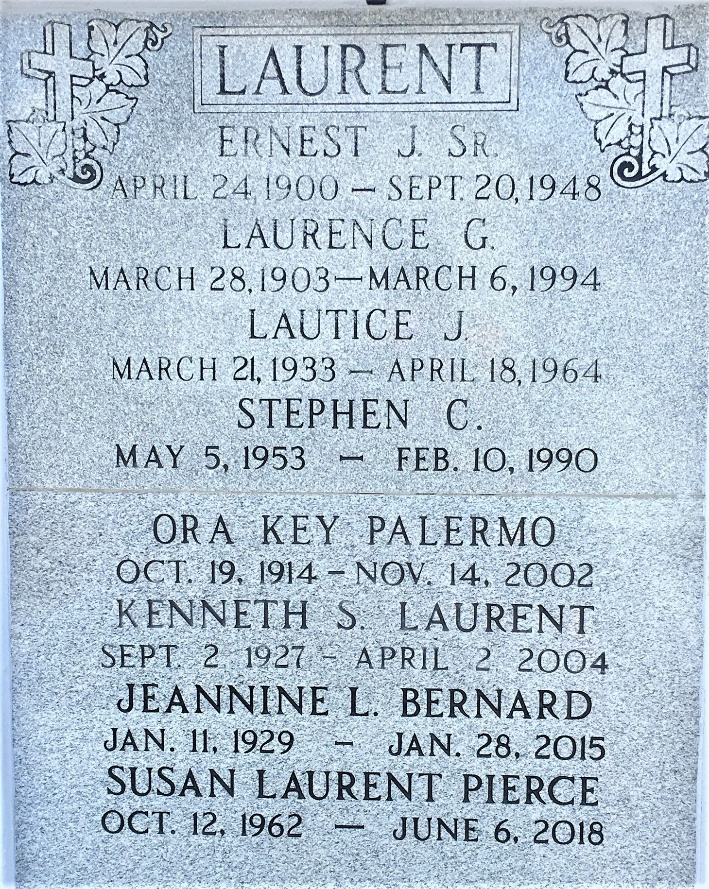 LAURENT
ERNEST J. SR.
APRIL 24, 1900 — SEPT. 20, 1948
LAURENCE G.
MARCH 28, 1903 — MARCH 6, 1994
LAUTICE J.
MARCH 21, 1933 — APRIL 18, 1964
STEPHEN C.
MAY 5, 1953 — FEB. 10, 1990
ORA KEY PALERMO
OCT. 19, 1914 – NOV. 14, 2002
KENNETH S. LAURENT
SEPT. 2 1927 – APRIL 2 2004
JEANNINE L. BERNARD
JAN. 11, 1929 – JAN. 28, 2015
SUSAN LAURENT PIERCE
OCT. 12, 1962 — JUNE 6, 2018